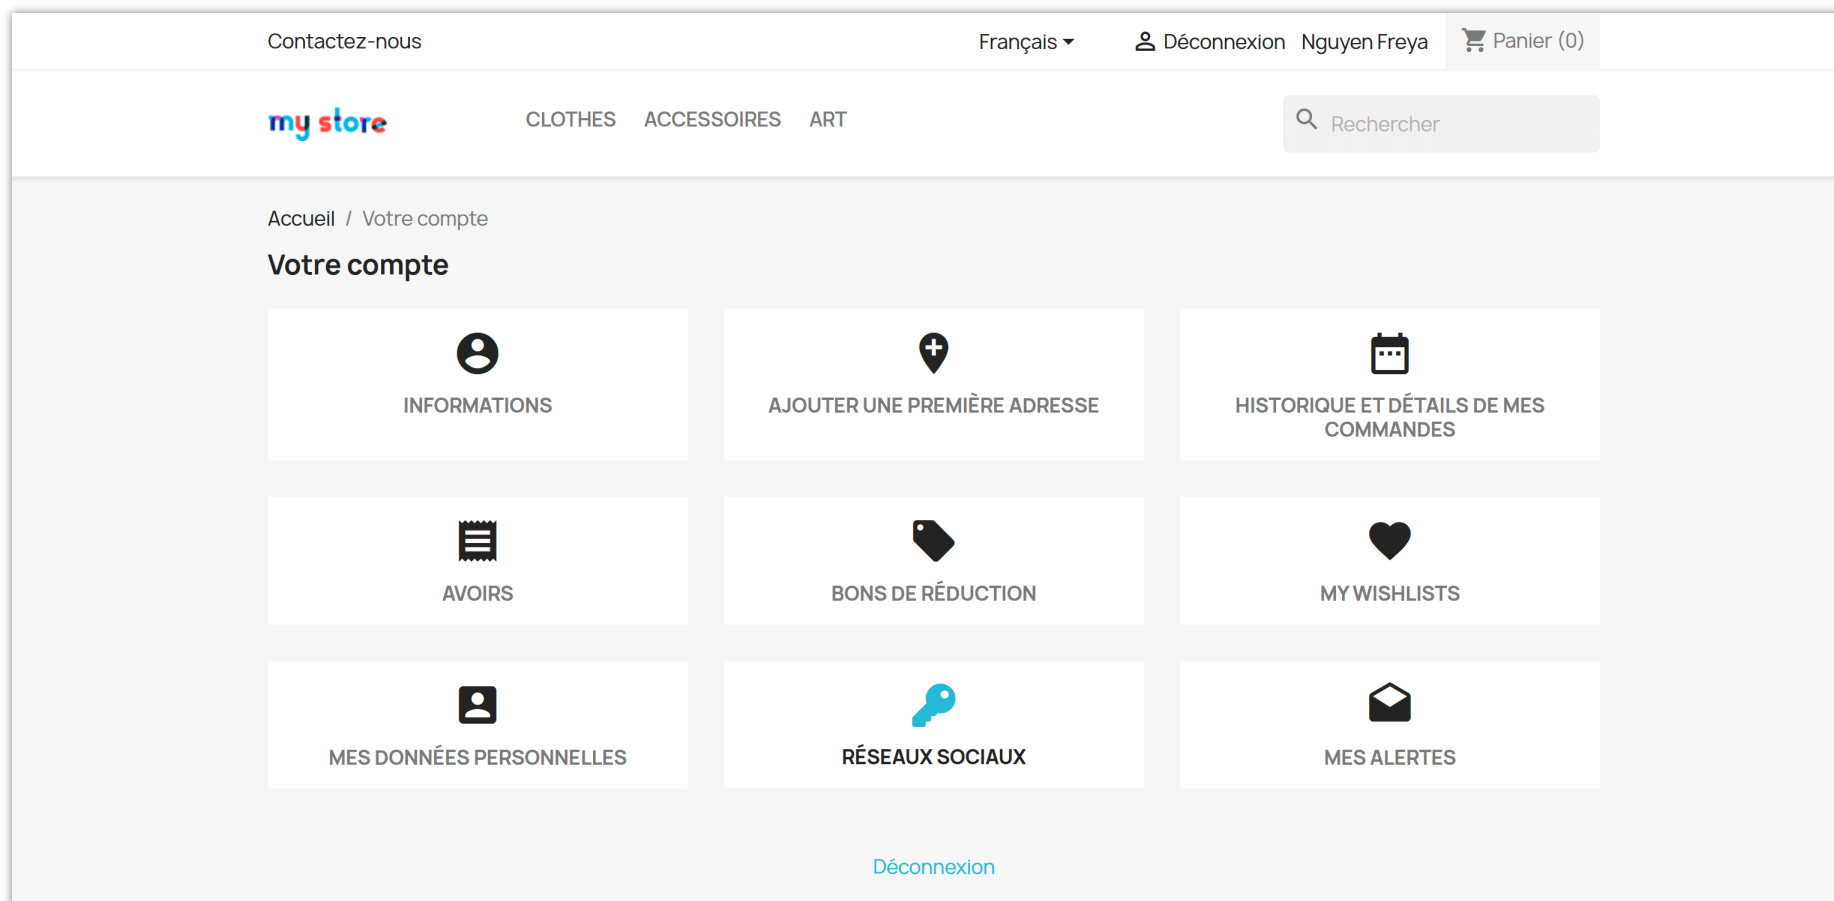 Contactez-nous
Français Déconnexion Nguyen Freya Panier (0)
my store
CLOTHES ACCESSOIRES ART
Rechercher
Accueil / Votre compte
Votre compte
INFORMATIONS
AJOUTER UNE PREMIÈRE ADRESSE
HISTORIQUE ET DÉTAILS DE MES
COMMANDES
AVOIRS
BONS DE RÉDUCTION
MY WISHLISTS
MES DONNÉES PERSONNELLES
RÉSEAUX SOCIAUX
MES ALERTES
Déconnexion